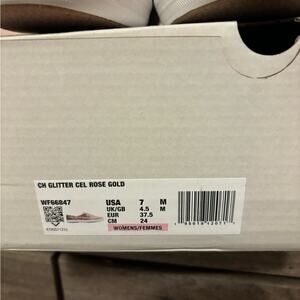 CH GLITTER CEL ROSE GOLD
WF66847
USA 7 M
UK/GB 4.5 M
EUR 37.5
CM 24
WOMENS/FEMMES